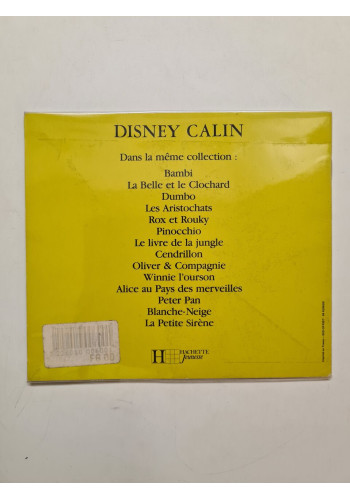 DISNEY CALIN
Dans la même collection :
Bambi
La Belle et le Clochard
Dumbo
Les Aristochats
Rox et Rouky
Pinocchio
Le livre de la jungle
Cendrillon
Oliver & Compagnie
Winnie l'ourson
Alice au Pays des merveilles
Peter Pan
Blanche-Neige
La Petite Sirène
H HACHETTE
Jeunesse